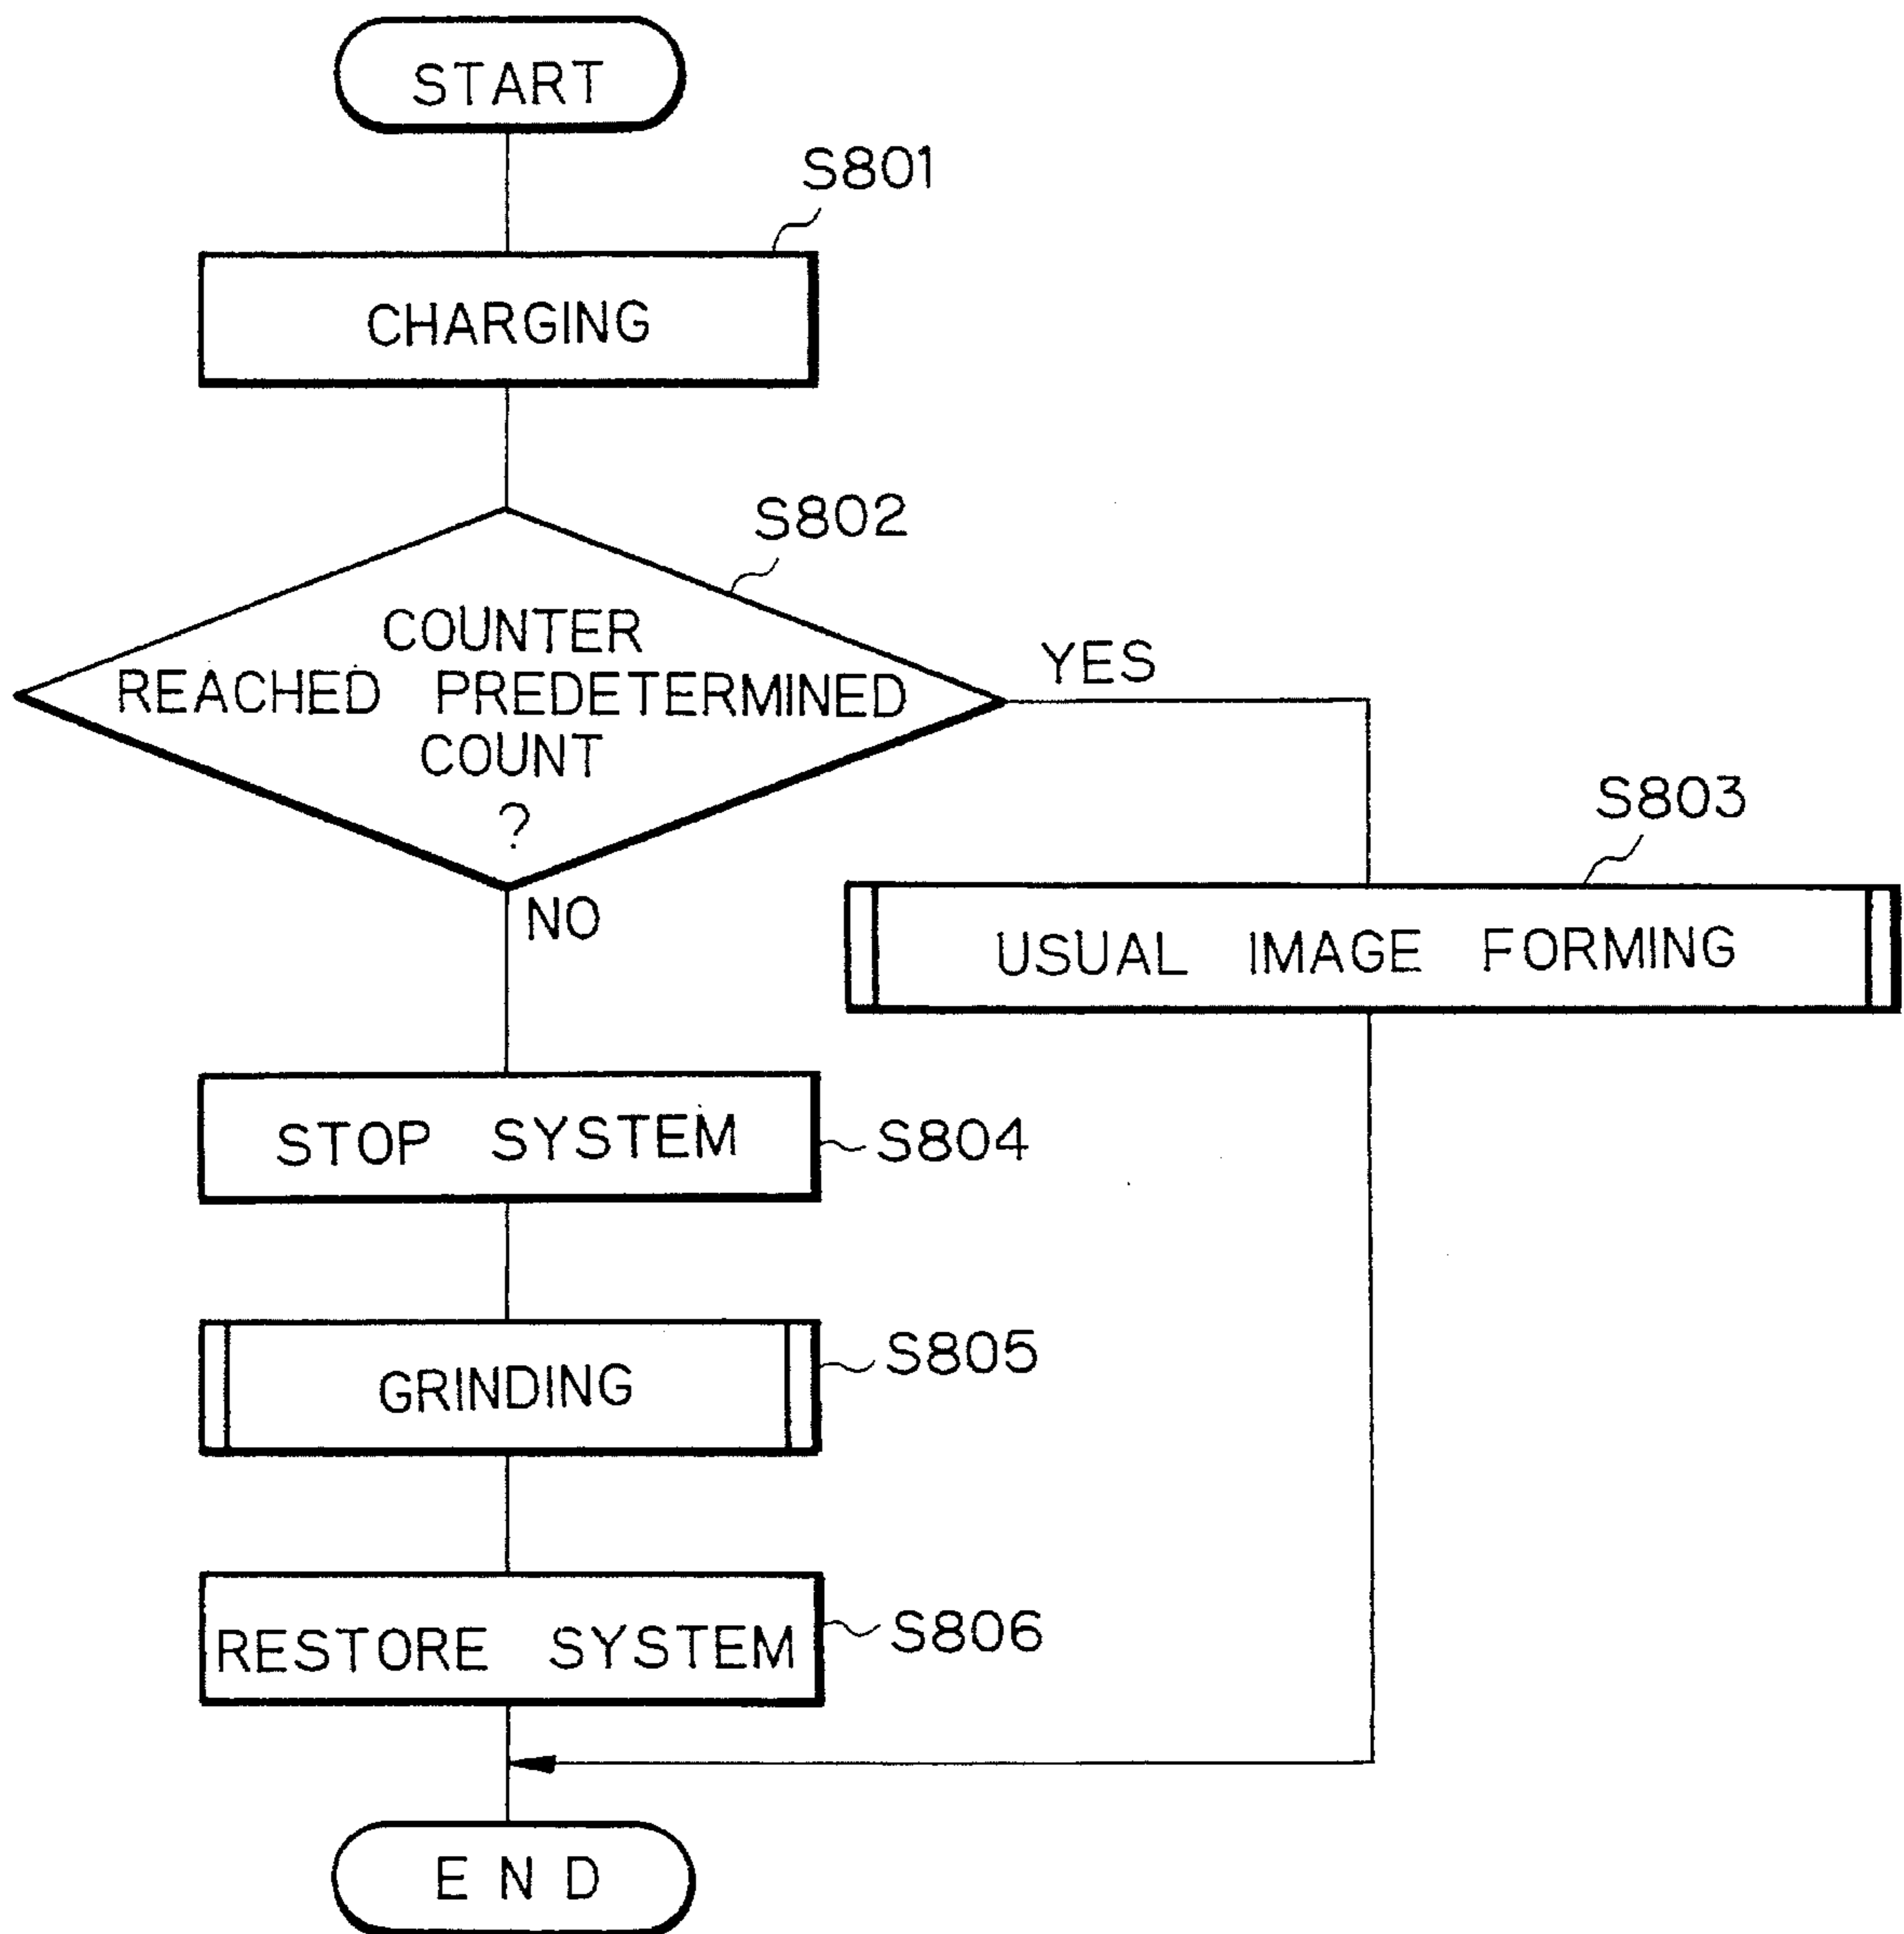 START
S801
CHARGING
S802
COUNTER
REACHED PREDETERMINED
COUNT
?
YES
NO
S803
USUAL IMAGE FORMING
STOP SYSTEM
S804
GRINDING
S805
RESTORE SYSTEM
S806
END